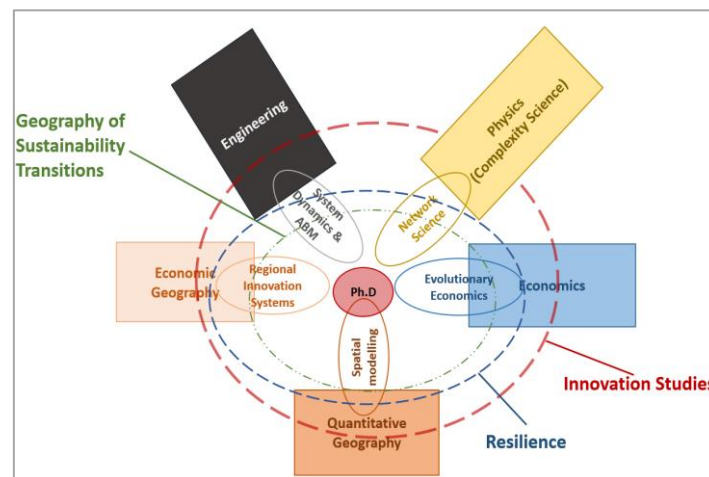 Geography of
Sustainability
Transitions
Engineering
Physics
(Complexity Science)
System
Dynamics &
ABM
Network
Science
Economic
Geography
Regional
Innovation
Systems
Ph.D
Evolutionary
Economics
Economics
Spatial
modelling
Innovation Studies
Quantitative
Geography
Resilience